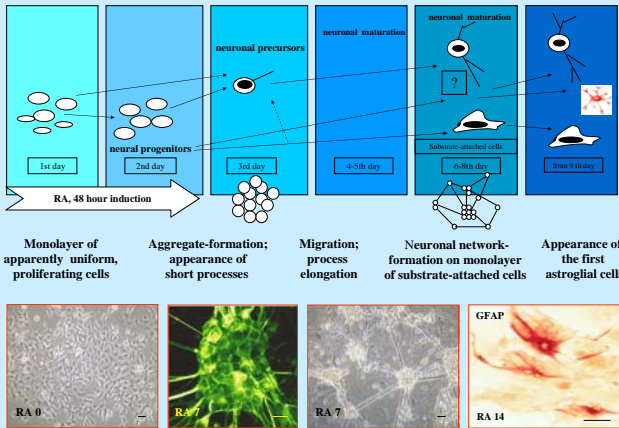 neuronal maturation
neuronal precursors
neuronal maturation
?
neural progenitors
Substrate-attached cells
1st day
2nd day
3rd day
4-5th day
6-8th day
from 9-th day
RA, 48 hour induction
Monolayer of
apparently uniform,
proliferating cells
Aggregate-formation;
appearance of
short processes
Migration;
process
elongation
Neuronal network-
formation on monolayer
of substrate-attached cells
Appearance of
the first
astroglial cells
RA 0
RA 7
RA 7
GFAP
RA 14